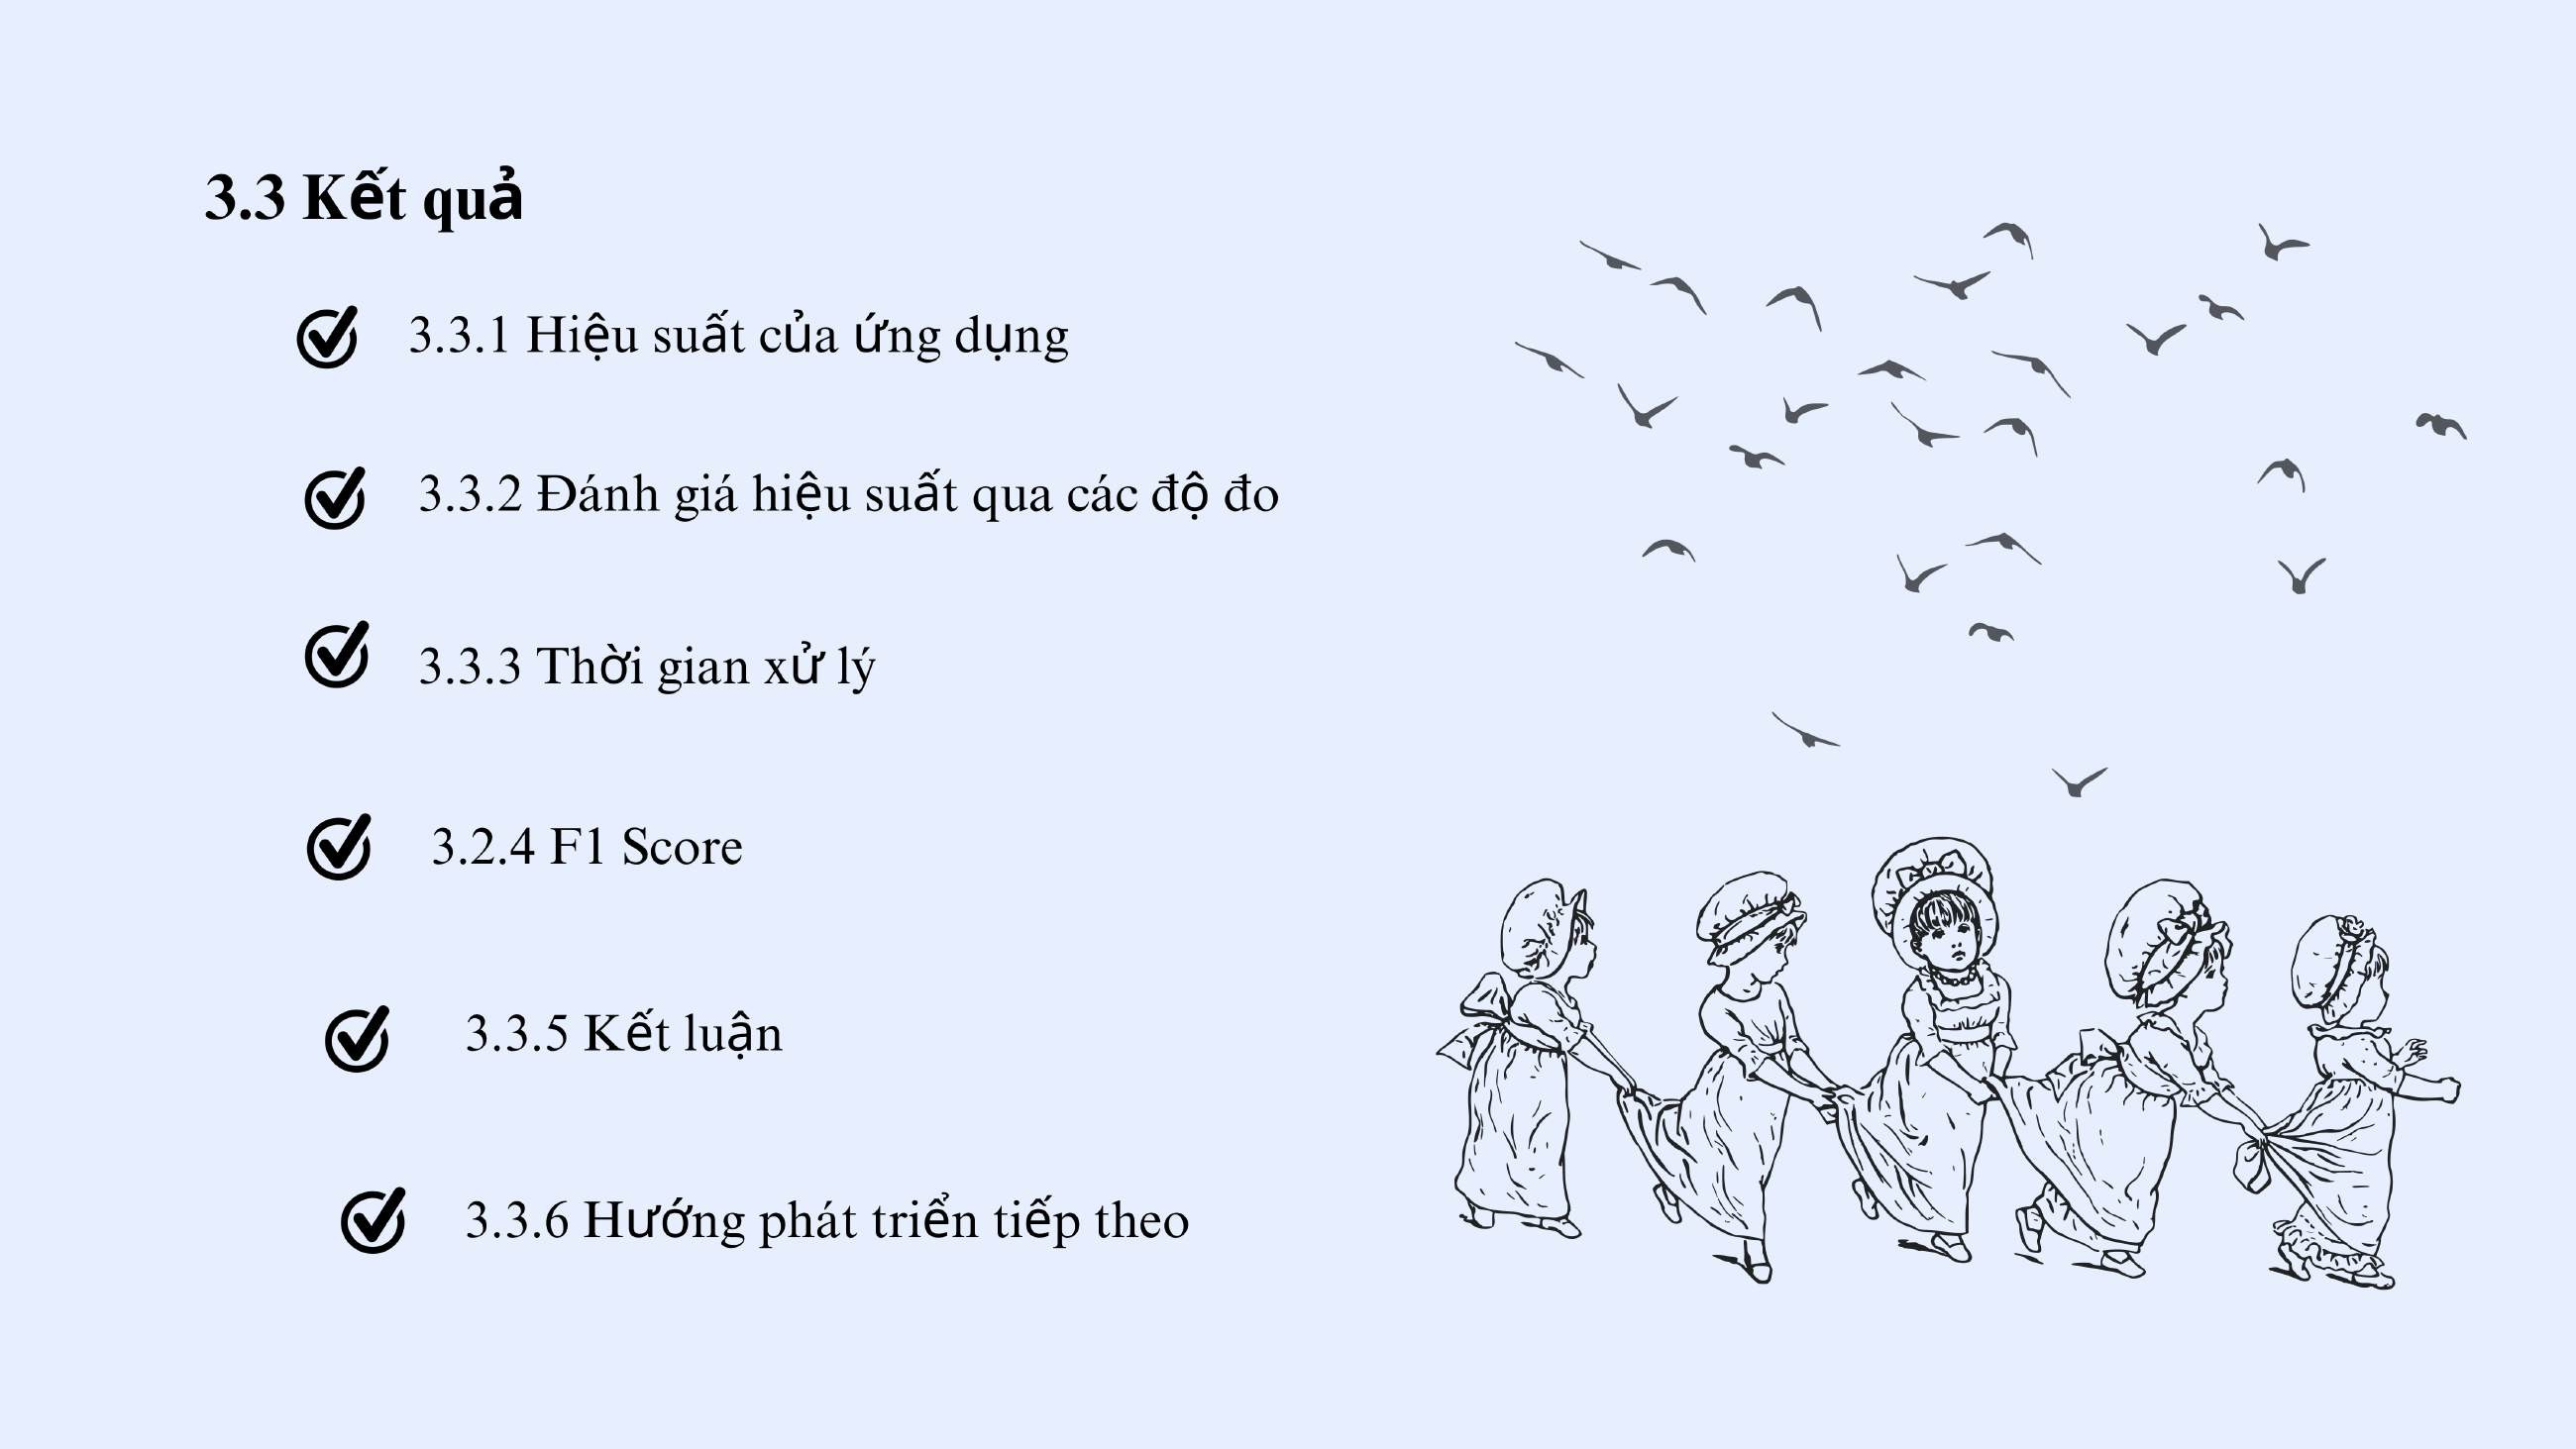 3.3 Kết quả
3.3.1 Hiệu suất của ứng dụng
3.3.2 Đánh giá hiệu suất qua các độ đo
3.3.3 Thời gian xử lý
3.2.4 F1 Score
3.3.5 Kết luận
3.3.6 Hướng phát triển tiếp theo